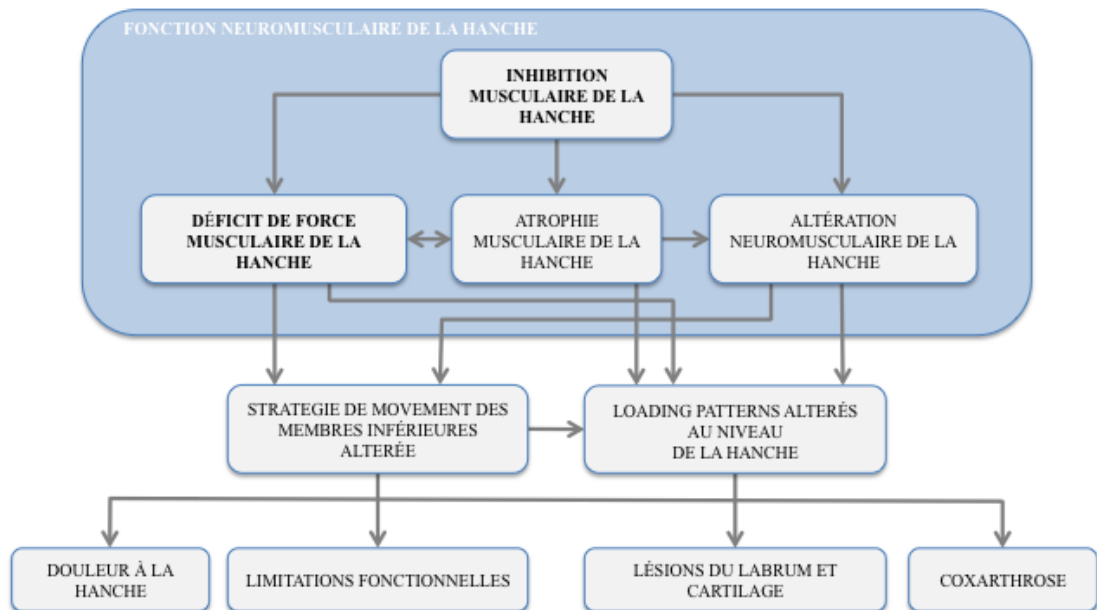 FONCTION NEUROMUSCULAIRE DE LA HANCHE
INHIBITION
MUSCULAIRE DE LA
HANCHE
DÉFICIT DE FORCE
MUSCULAIRE DE LA
HANCHE
ATROPHIE
MUSCULAIRE DE LA
HANCHE
ALTÉRATION
NEUROMUSCULAIRE DE LA
HANCHE
STRATEGIE DE MOVEMENT DES
MEMBRES INFÉRIEURES
ALTERÉE
LOADING PATTERNS ALTERÉS
AU NIVEAU
DE LA HANCHE
DOULEUR À LA
HANCHE
LIMITATIONS FONCTIONNELLES
LÉSIONS DU LABRUM ET
CARTILAGE
COXARTHROSE